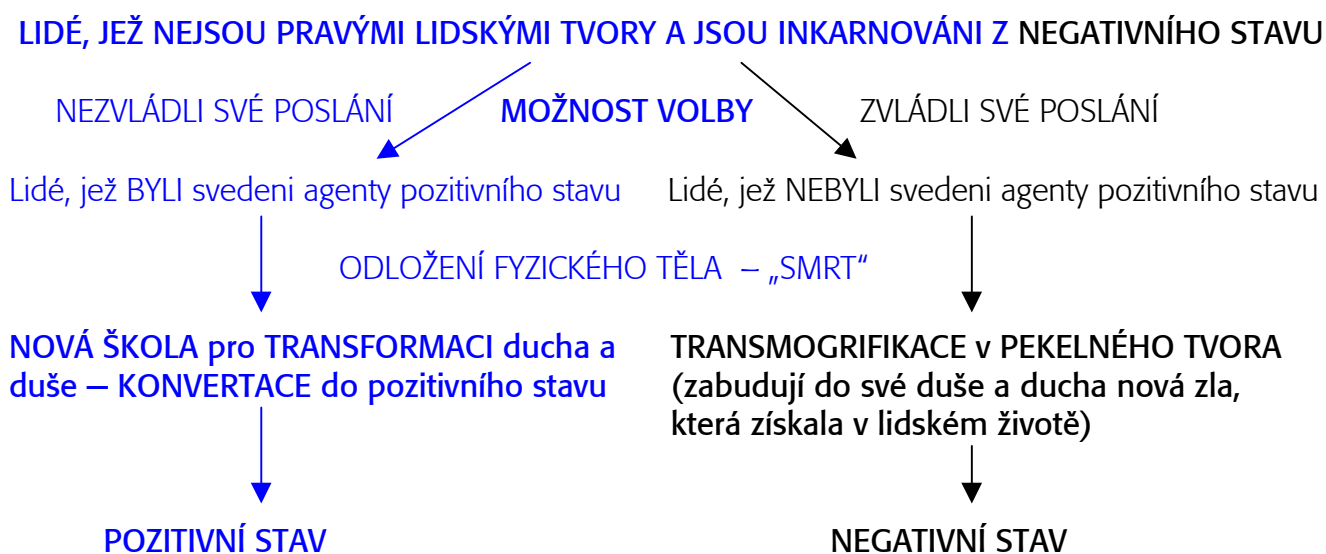 LIDÉ, JEŽ NEJSOU PRAVÝMI LIDSKÝMI TVORY A JSOU INKARNOVÁNI Z NEGATIVNÍHO STAVU
NEZVLÁDLI SVÉ POSLÁNÍ
MOŽNOST VOLBY
ZVLÁDLI SVÉ POSLÁNÍ
Lidé, jež BYLI svedeni agenty pozitivního stavu
Lidé, jež NEBYLI svedeni agenty pozitivního stavu
ODLOŽENÍ FYZICKÉHO TĚLA – „SMRT“
NOVÁ ŠKOLA pro TRANSFORMACI ducha a
duše – KONVERTACE do pozitivního stavu
TRANSMOGRIFIKACE v PEKELNÉHO TVORA
(zabudují do své duše a ducha nová zla,
která získala v lidském životě)
POZITIVNÍ STAV
NEGATIVNÍ STAV